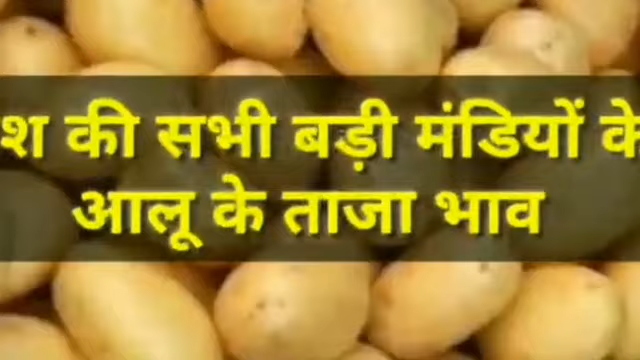 श की सभी बड़ी मंडियों के
आलू के ताजा भाव